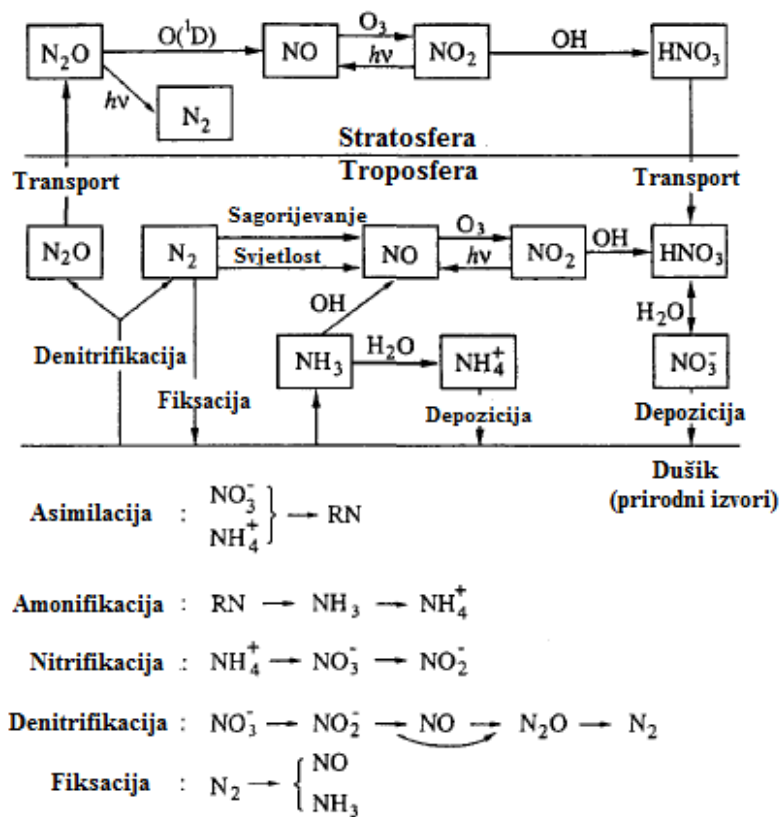 N₂O O(¹D) NO O₃ hν NO₂ OH HNO₃
hν N₂
Stratosfera
Transport Troposfera Transport
N₂O N₂ Sagorijevanje Svjetlost NO O₃ hν NO₂ OH HNO₃
OH H₂O
Denitrifikacija NH₃ H₂O NH₄⁺ NO₃⁻
Fiksacija Depozicija Depozicija
Dušik
(prirodni izvori)
Asimilacija : NO₃⁻ NH₄⁺ } → RN
Amonifikacija : RN → NH₃ → NH₄⁺
Nitrifikacija : NH₄⁺ → NO₃⁻ → NO₂⁻
Denitrifikacija : NO₃⁻ → NO₂⁻ → NO → N₂O → N₂
Fiksacija : N₂ → { NO NH₃